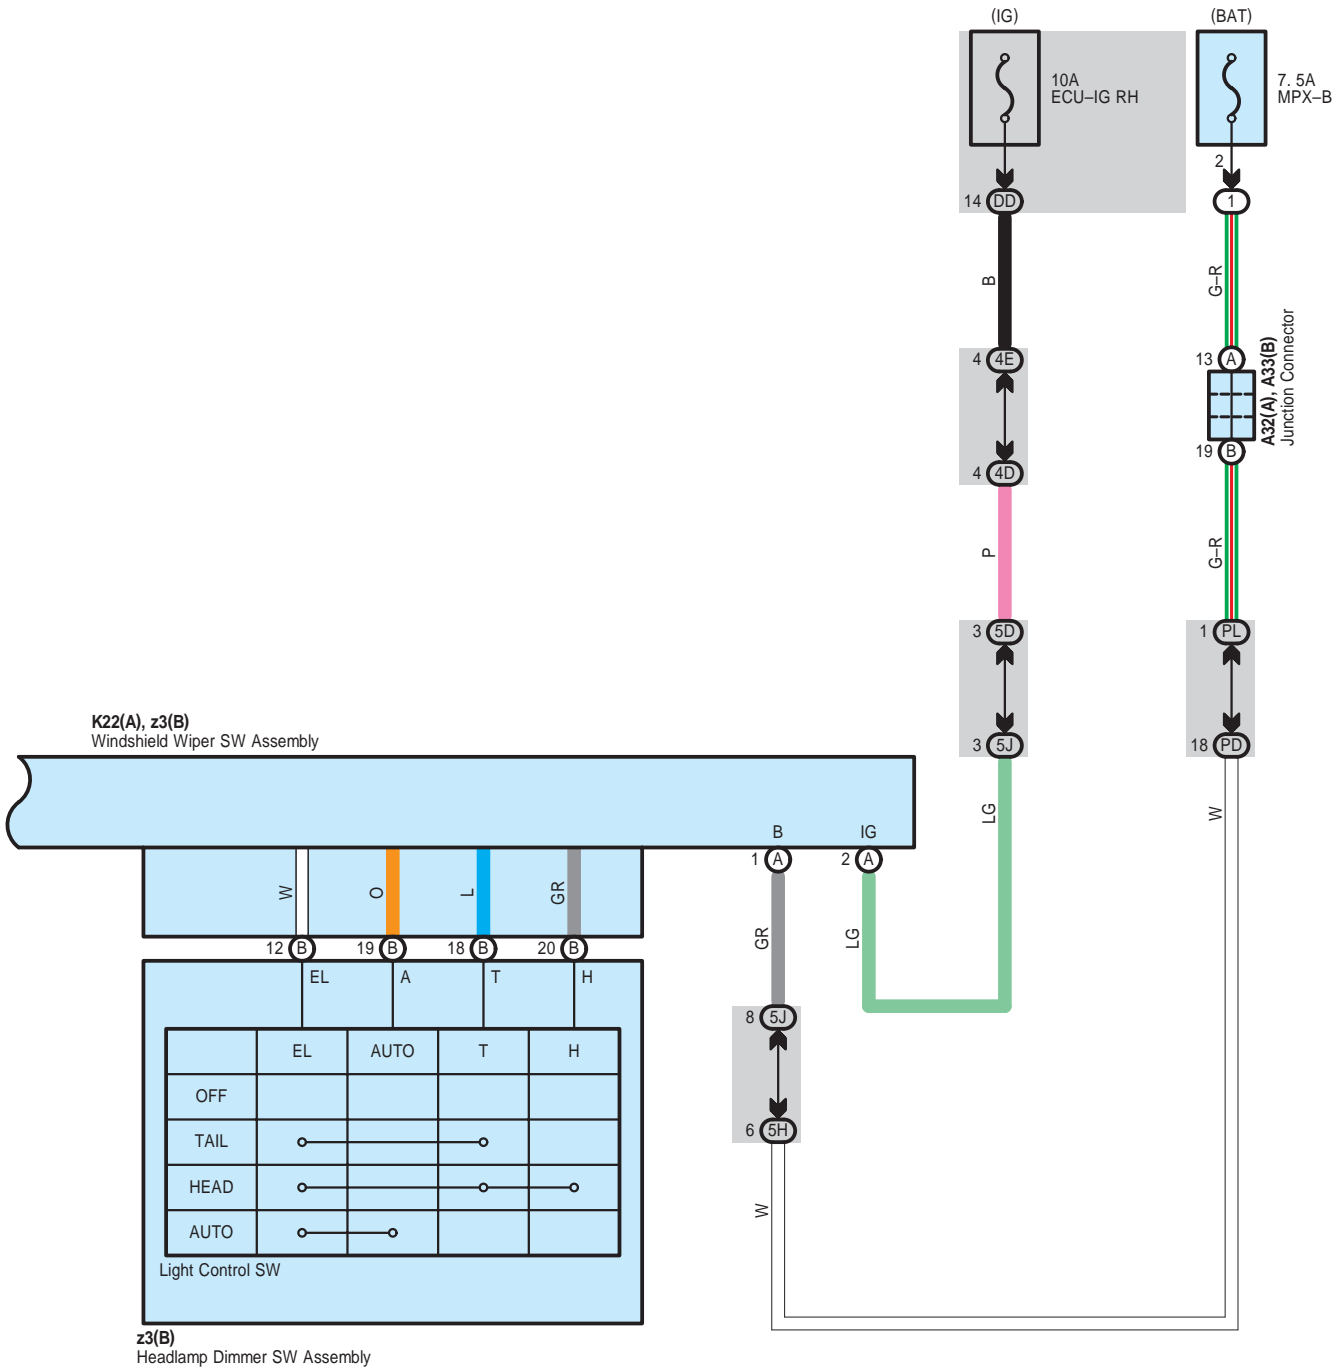 (IG)
(BAT)
10A
ECU–IG RH
7. 5A
MPX–B
2
14 DD
1
B
G–R
4 4E
13 A
A32(A), A33(B)
Junction Connector
4 4D
19 B
P
G–R
3 5D
1 PL
3 5J
18 PD
K22(A), z3(B)
Windshield Wiper SW Assembly
LG
W
B
IG
1 A
2 A
W
O
L
GR
GR
LG
12 B
19 B
18 B
20 B
EL
A
T
H
8 5J
EL
AUTO
T
H
OFF
TAIL
6 5H
HEAD
W
AUTO
Light Control SW
z3(B)
Headlamp Dimmer SW Assembly